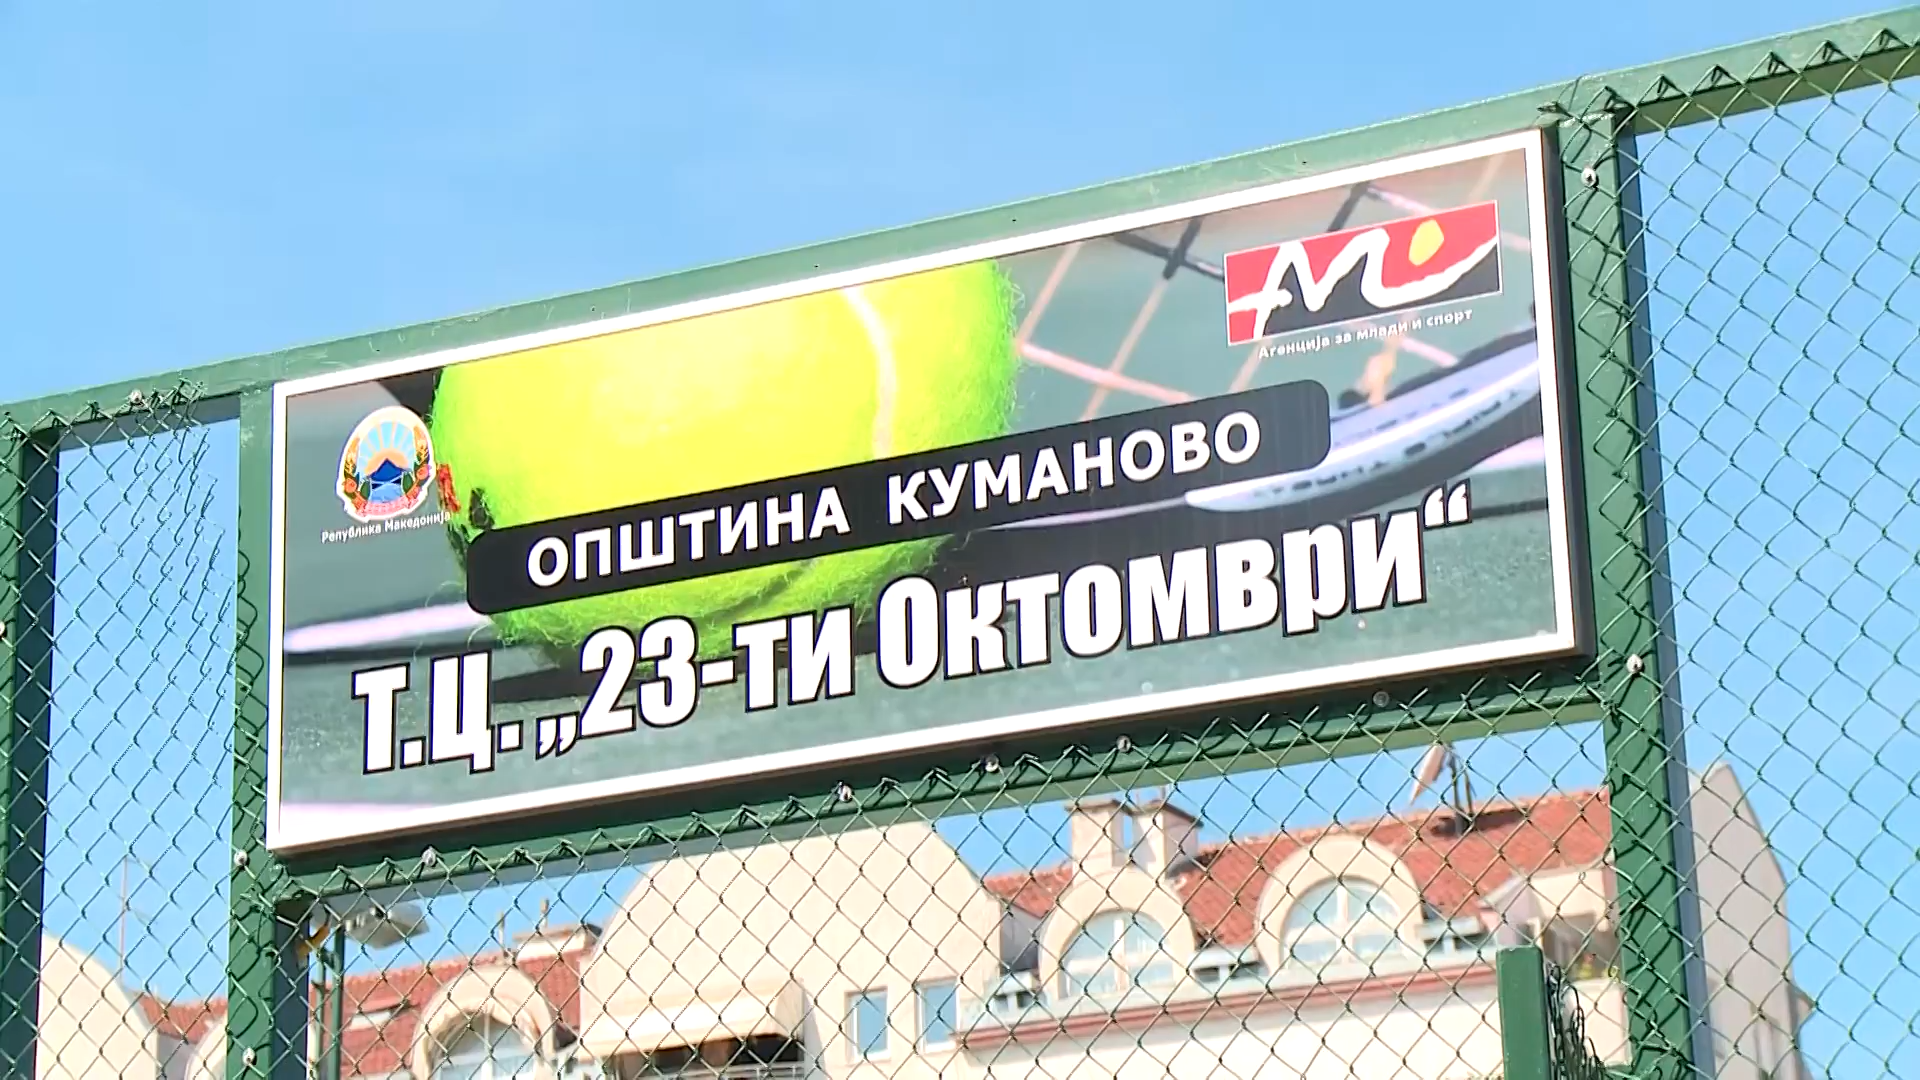 Агенција за млади и спорт
Република Македонија
ОПШТИНА КУМАНОВО
Т.Ц. „23-ти Октомври“